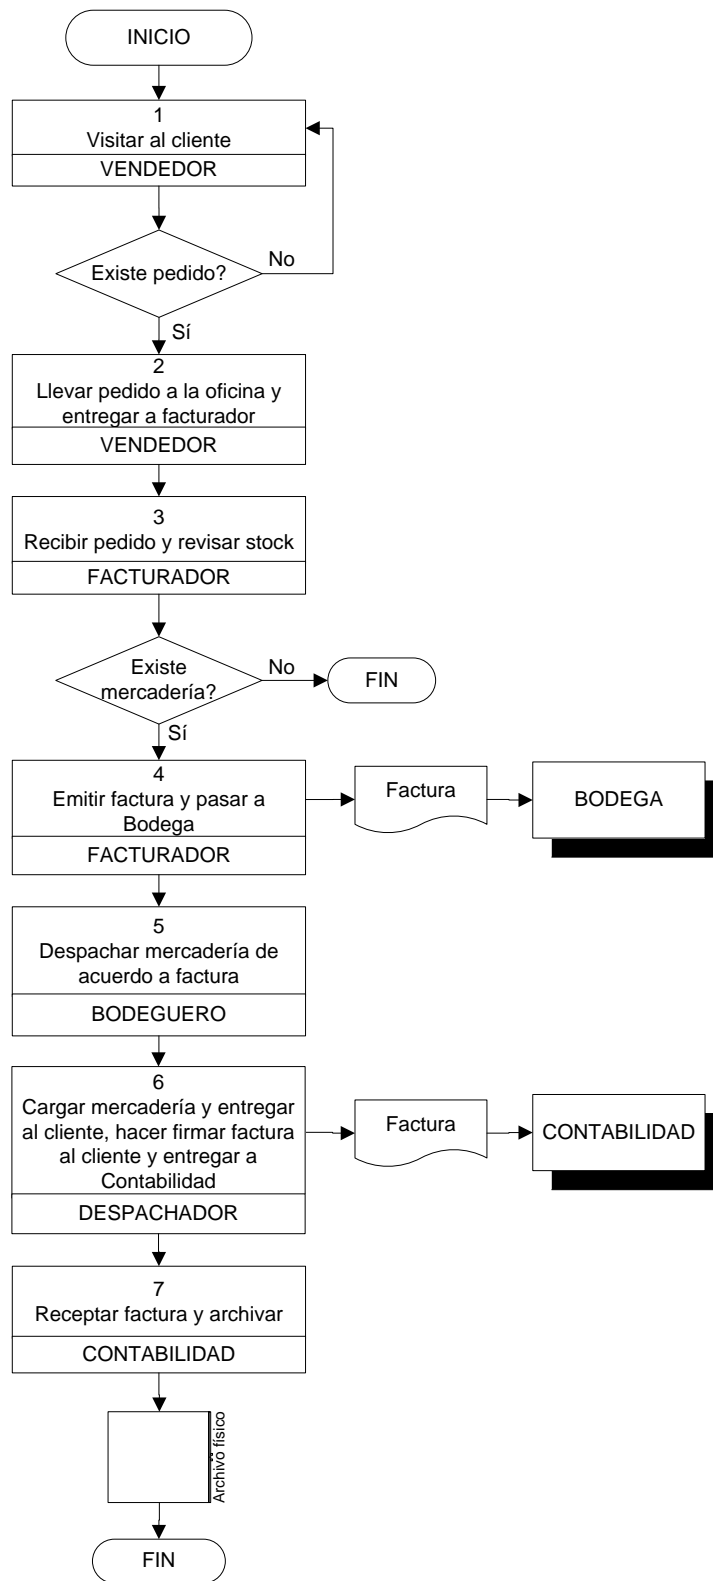 INICIO
1
Visitar al cliente
VENDEDOR
Existe pedido?
No
Sí
2
Llevar pedido a la oficina y
entregar a facturador
VENDEDOR
3
Recibir pedido y revisar stock
FACTURADOR
Existe
mercadería?
No
FIN
Sí
4
Emitir factura y pasar a
Bodega
FACTURADOR
Factura
BODEGA
5
Despachar mercadería de
acuerdo a factura
BODEGUERO
6
Cargar mercadería y entregar
al cliente, hacer firmar factura
al cliente y entregar a
Contabilidad
DESPACHADOR
Factura
CONTABILIDAD
7
Receptar factura y archivar
CONTABILIDAD
Archivo físico
FIN